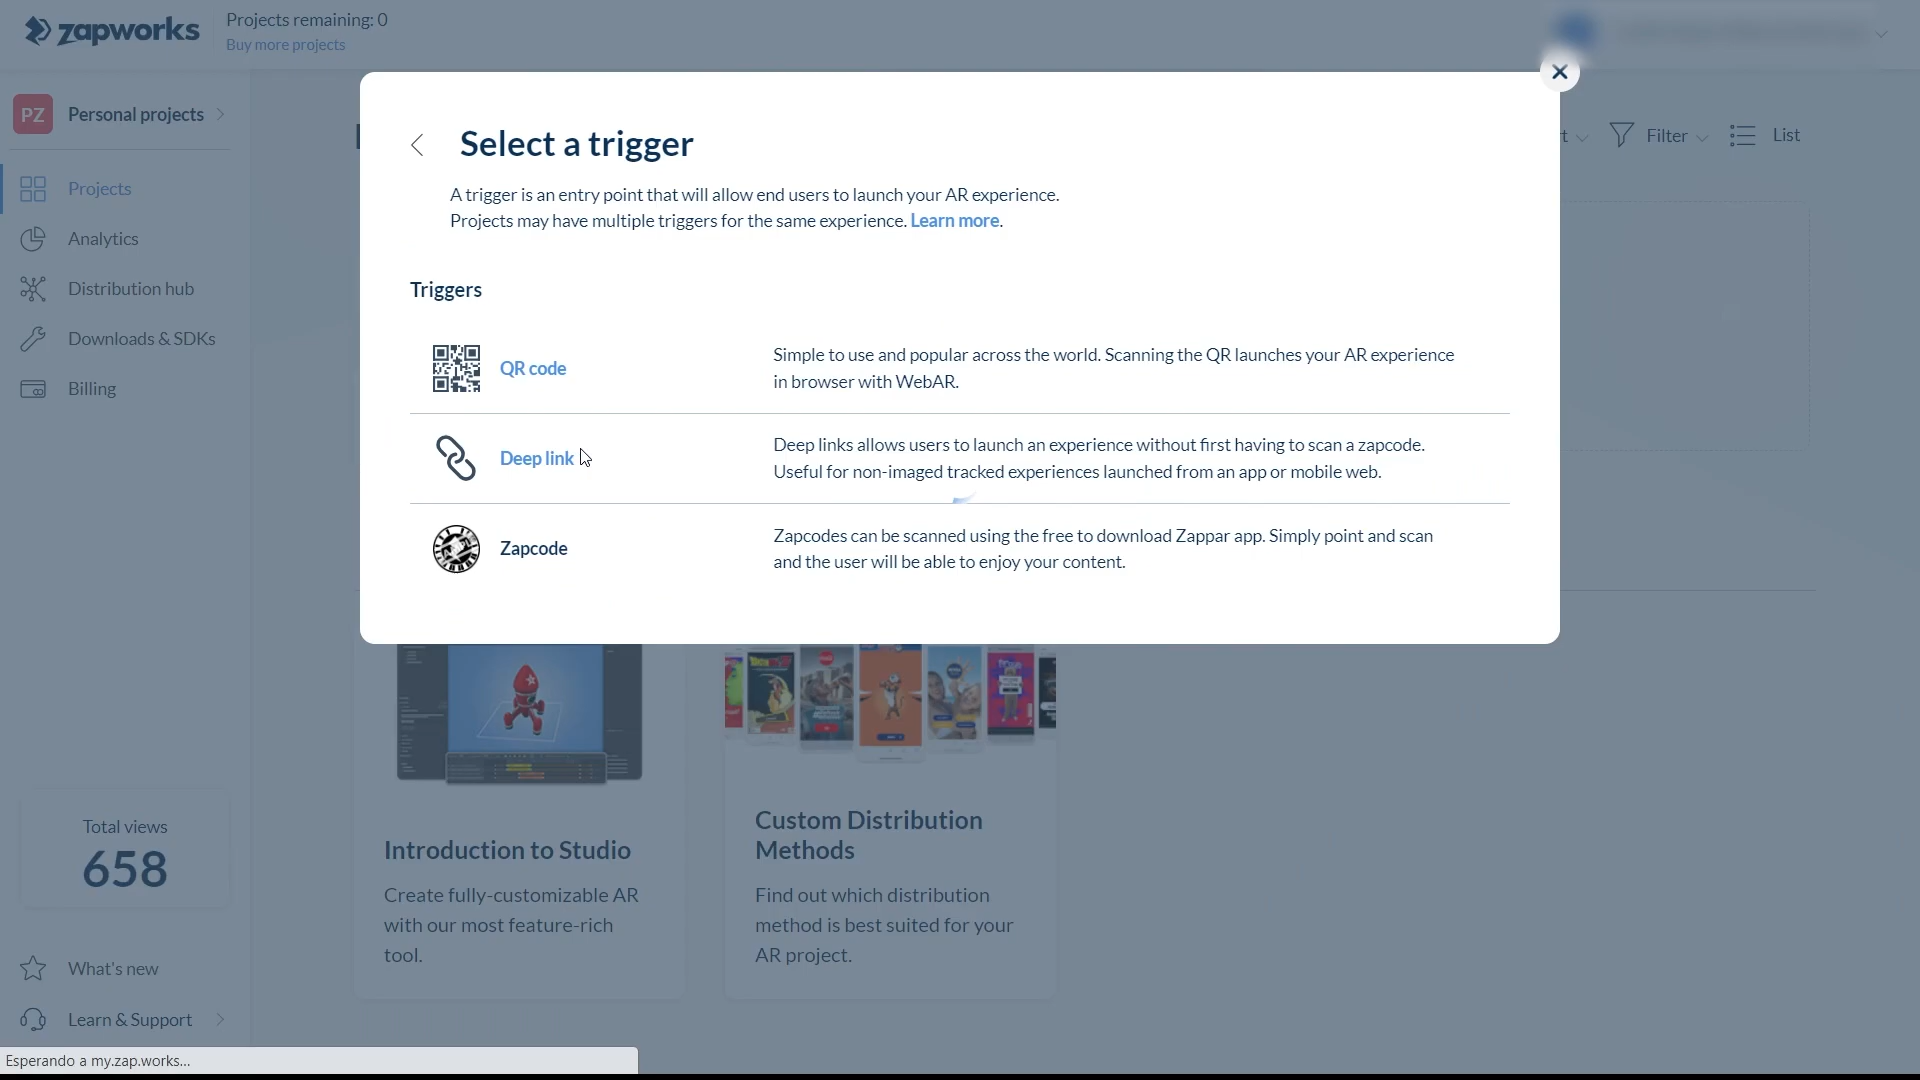 zapworks
Projects remaining: 0
Buy more projects
PZ
Personal projects
Projects
Analytics
Distribution hub
Downloads & SDKs
Billing
Total views
658
What's new
Learn & Support
Esperando a my.zap.works...
Filter
List
Select a trigger
A trigger is an entry point that will allow end users to launch your AR experience.
Projects may have multiple triggers for the same experience. Learn more.
Triggers
QR code
Simple to use and popular across the world. Scanning the QR launches your AR experience
in browser with WebAR.
Deep link
Deep links allows users to launch an experience without first having to scan a zapcode.
Useful for non-imaged tracked experiences launched from an app or mobile web.
Zapcode
Zapcodes can be scanned using the free to download Zappar app. Simply point and scan
and the user will be able to enjoy your content.
Introduction to Studio
Create fully-customizable AR
with our most feature-rich
tool.
Custom Distribution
Methods
Find out which distribution
method is best suited for your
AR project.